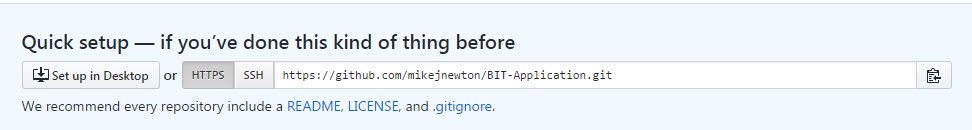 Quick setup — if you’ve done this kind of thing before
Set up in Desktop or HTTPS SSH https://github.com/mikejnewton/BIT-Application.git
We recommend every repository include a README, LICENSE, and .gitignore.